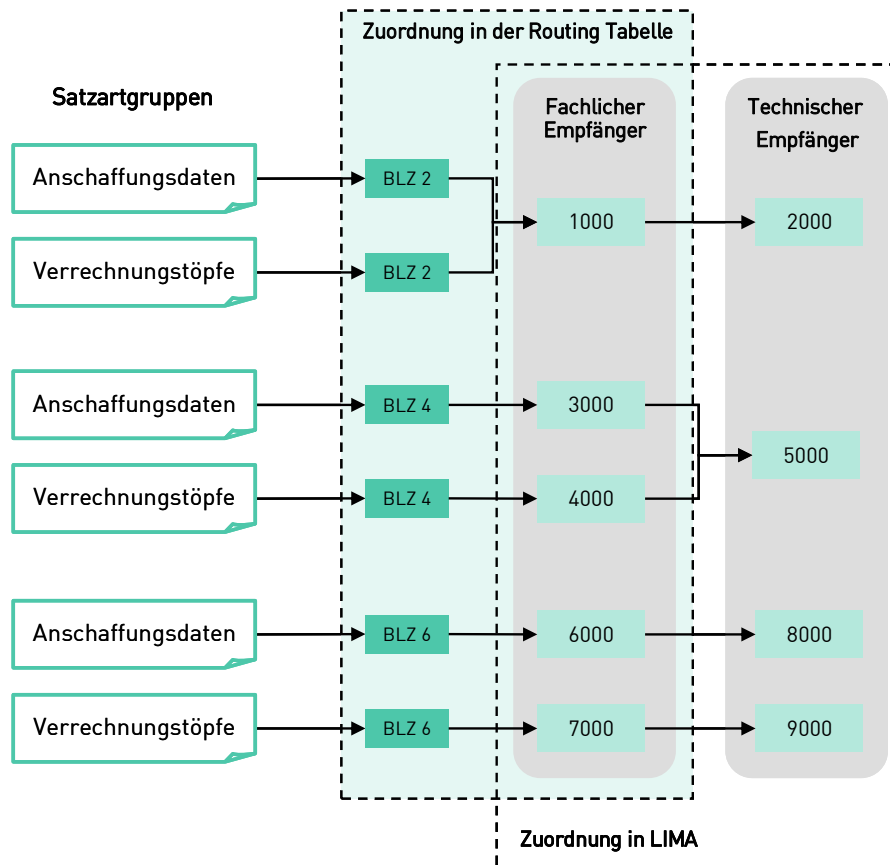 Zuordnung in der Routing Tabelle
Satzartgruppen
Fachlicher
Empfänger
Technischer
Empfänger
Anschaffungsdaten
BLZ 2
1000
2000
Verrechnungstöpfe
BLZ 2
Anschaffungsdaten
BLZ 4
3000
5000
Verrechnungstöpfe
BLZ 4
4000
Anschaffungsdaten
BLZ 6
6000
8000
Verrechnungstöpfe
BLZ 6
7000
9000
Zuordnung in LIMA